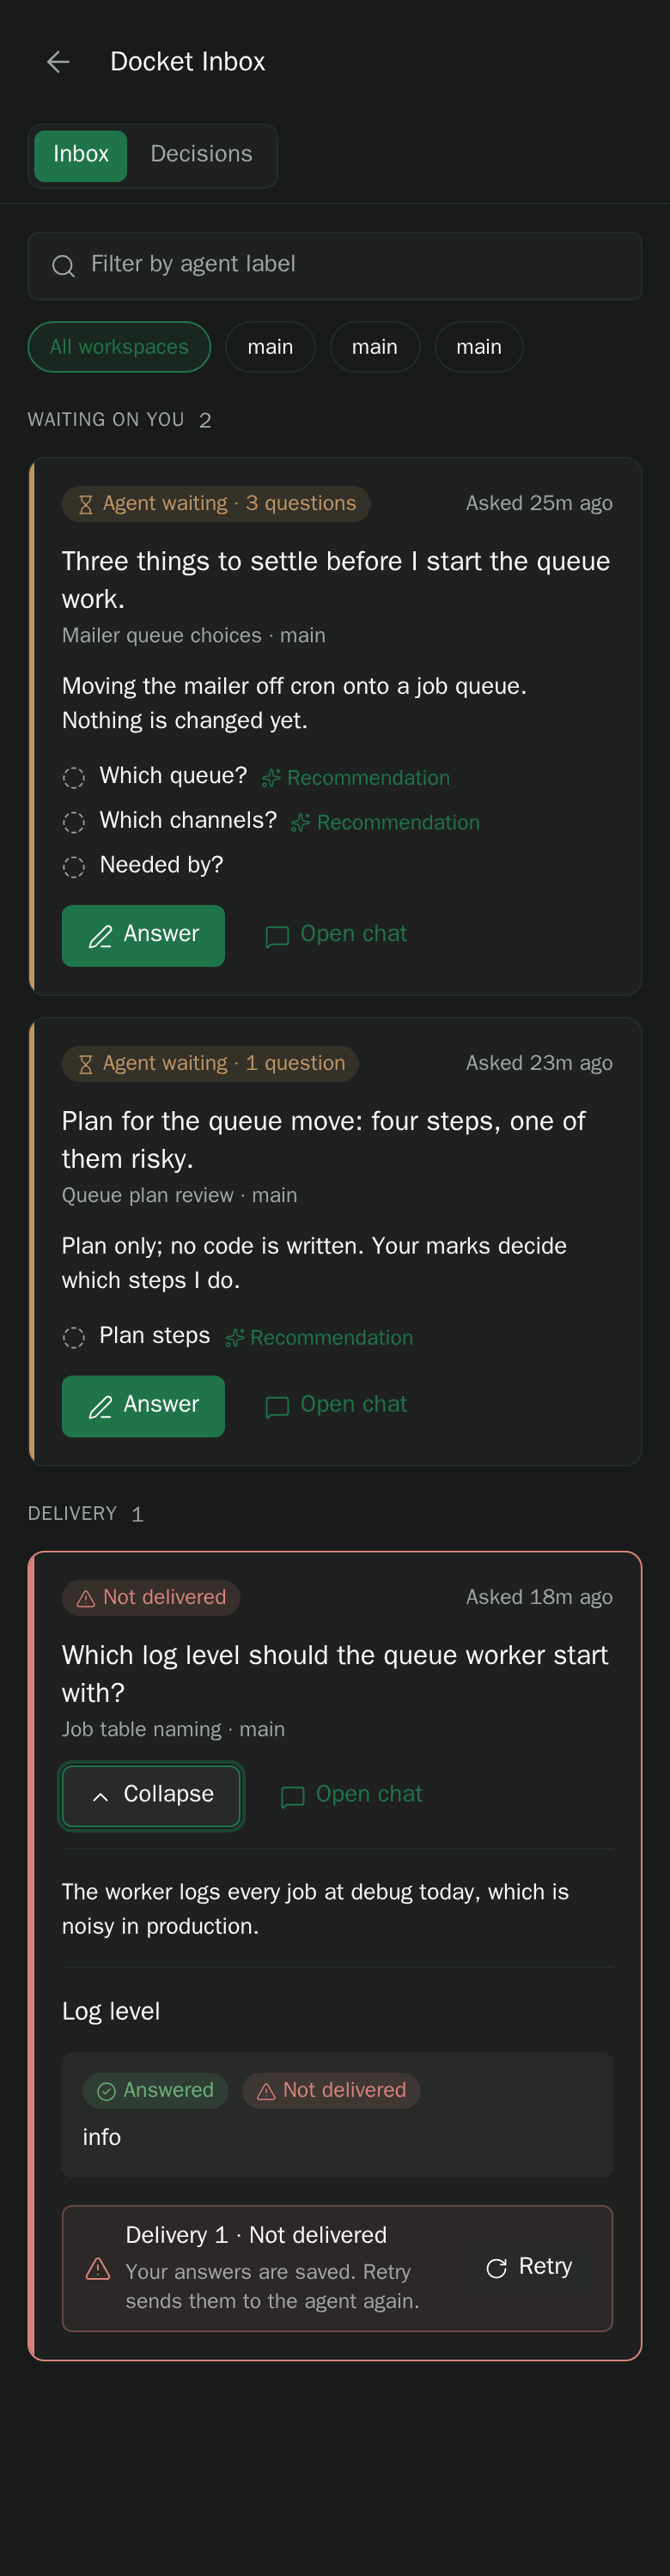 Docket Inbox
Inbox
Decisions
Filter by agent label
All workspaces
main
main
main
WAITING ON YOU 2
Agent waiting · 3 questions
Asked 25m ago
Three things to settle before I start the queue
work.
Mailer queue choices · main
Moving the mailer off cron onto a job queue.
Nothing is changed yet.
Which queue?
Recommendation
Which channels?
Recommendation
Needed by?
Answer
Open chat
Agent waiting · 1 question
Asked 23m ago
Plan for the queue move: four steps, one of
them risky.
Queue plan review · main
Plan only; no code is written. Your marks decide
which steps I do.
Plan steps
Recommendation
Answer
Open chat
DELIVERY 1
Not delivered
Asked 18m ago
Which log level should the queue worker start
with?
Job table naming · main
Collapse
Open chat
The worker logs every job at debug today, which is
noisy in production.
Log level
Answered
Not delivered
info
Delivery 1 · Not delivered
Your answers are saved. Retry
sends them to the agent again.
Retry